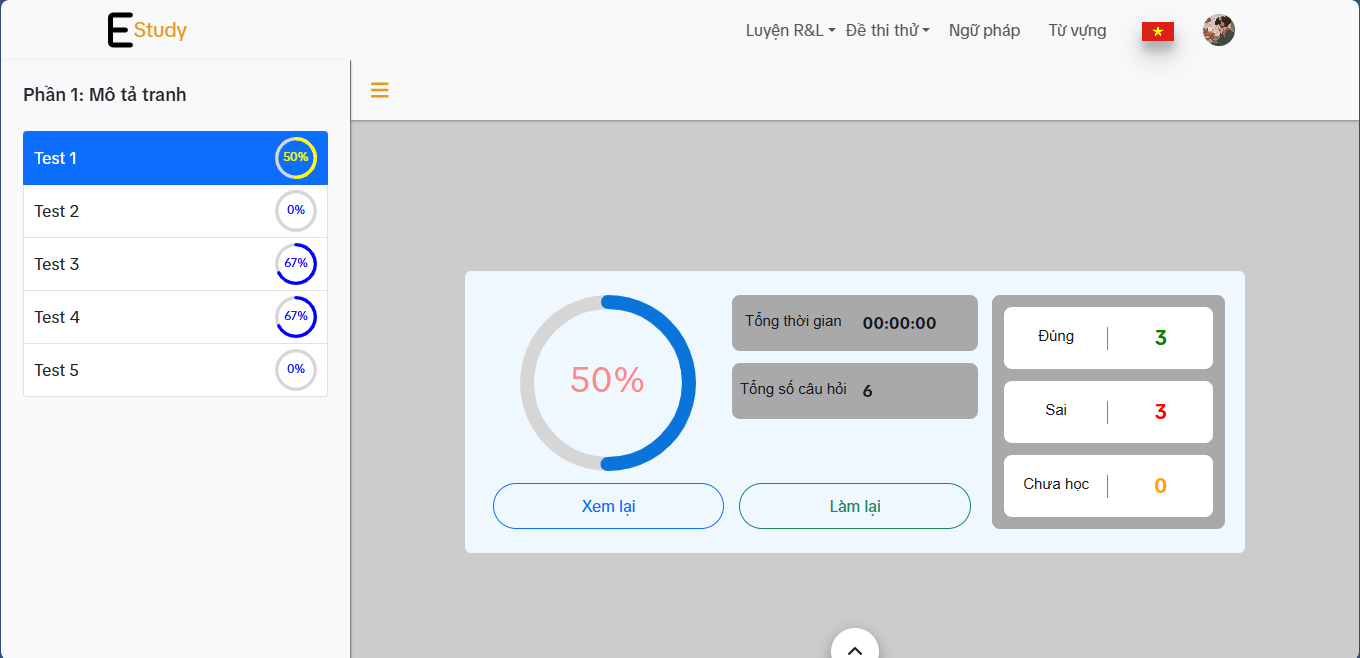 E Study
Luyện R&L Đề thi thử Ngữ pháp Từ vựng
Phần 1: Mô tả tranh
Test 1 50%
Test 2 0%
Test 3 67%
Test 4 67%
Test 5 0%
50%
Tổng thời gian 00:00:00
Tổng số câu hỏi 6
Đúng 3
Sai 3
Chưa học 0
Xem lại
Làm lại